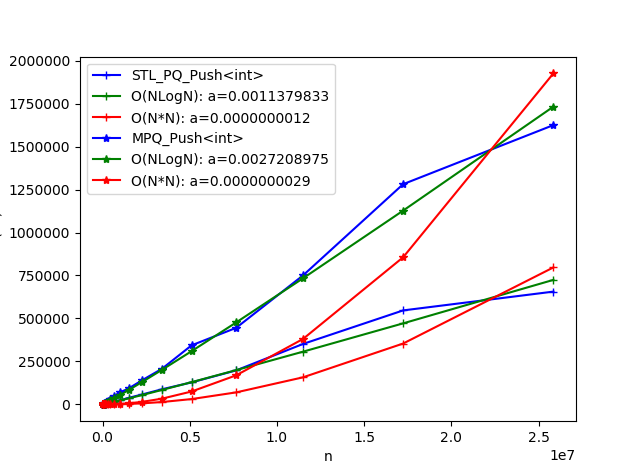 2000000
1750000
1500000
1250000
1000000
750000
500000
250000
0
STL_PQ_Push<int>
O(NLogN): a=0.0011379833
O(N*N): a=0.0000000012
MPQ_Push<int>
O(NLogN): a=0.0027208975
O(N*N): a=0.0000000029
0.0 0.5 1.0 1.5 2.0 2.5
1e7
n